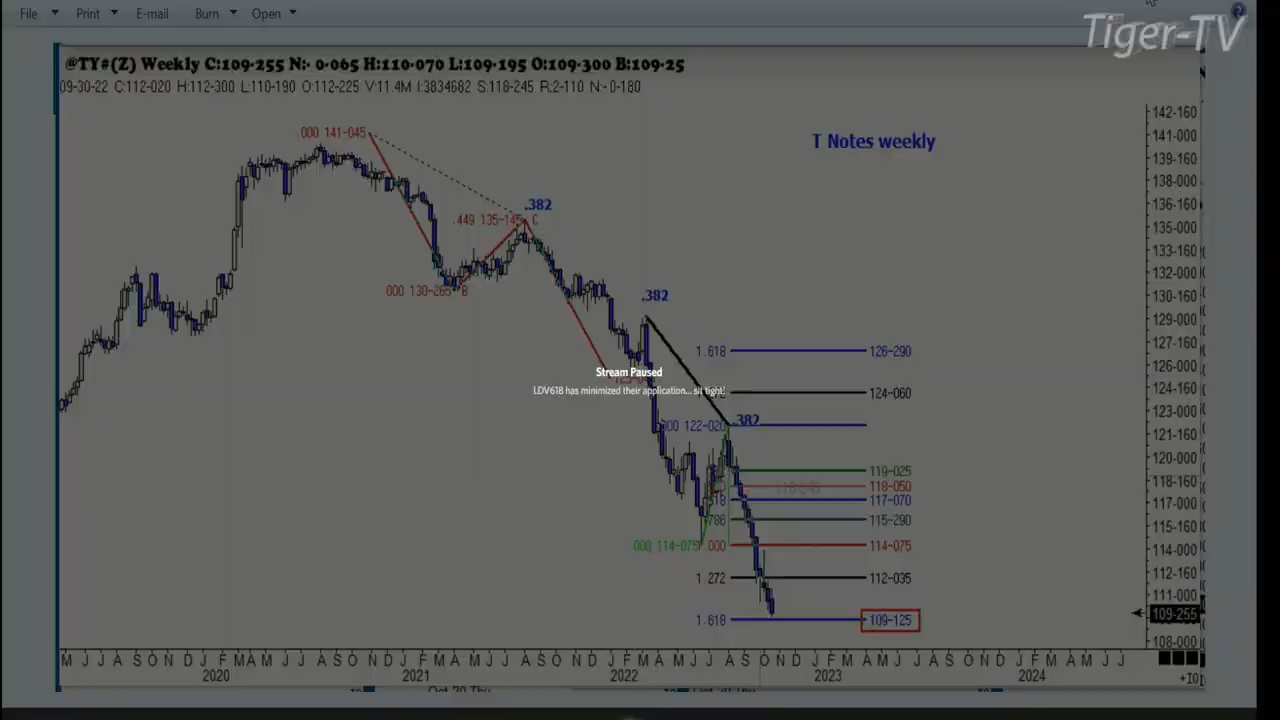 File Print E-mail Burn Open
Tiger-TV
@TY#(Z) Weekly C:109-255 N:- 0-065 H:110-070 L:109-195 O:109-300 B:109-25
09-30-22 C:112-020 H:112-300 L:110-190 O:112-225 V:11.4M I:3834682 S:118-245 R:2-110 N:-0-180
T Notes weekly
.000 141-045
.382
.449 135-145 C
.000 130-265 B
.382
1.618 126-290
124-060
.382
000 122-020
119-025
118-050
618 117-070
786 115-290
000 114-075 .000 114-075
1.272 112-035
1.618 109-125
Stream Paused
LDV618 has minimized their application... sit tight!
142-160
141-000
139-160
138-000
136-160
135-000
133-160
132-000
130-160
129-000
127-160
126-000
124-160
123-000
121-160
120-000
118-160
117-000
115-160
114-000
112-160
111-000
109-255
108-000
M J J A S O N D J F M A M J J A S O N D J F M A M J J A S O N D J F M A M J J A S O N D J F M A M J J A S O N D J F M A M J J
2020 2021 2022 2023 2024
Oct 20 Thu